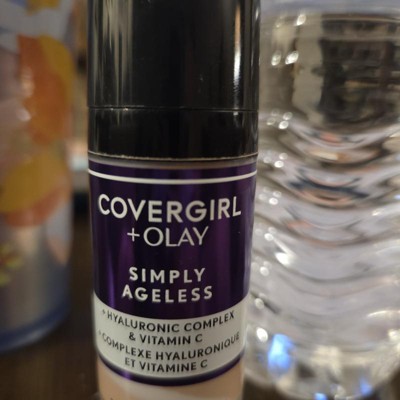 COVERGIRL
+OLAY
SIMPLY
AGELESS
+HYALURONIC COMPLEX
& VITAMIN C
+COMPLEXE HYALURONIQUE
ET VITAMINE C